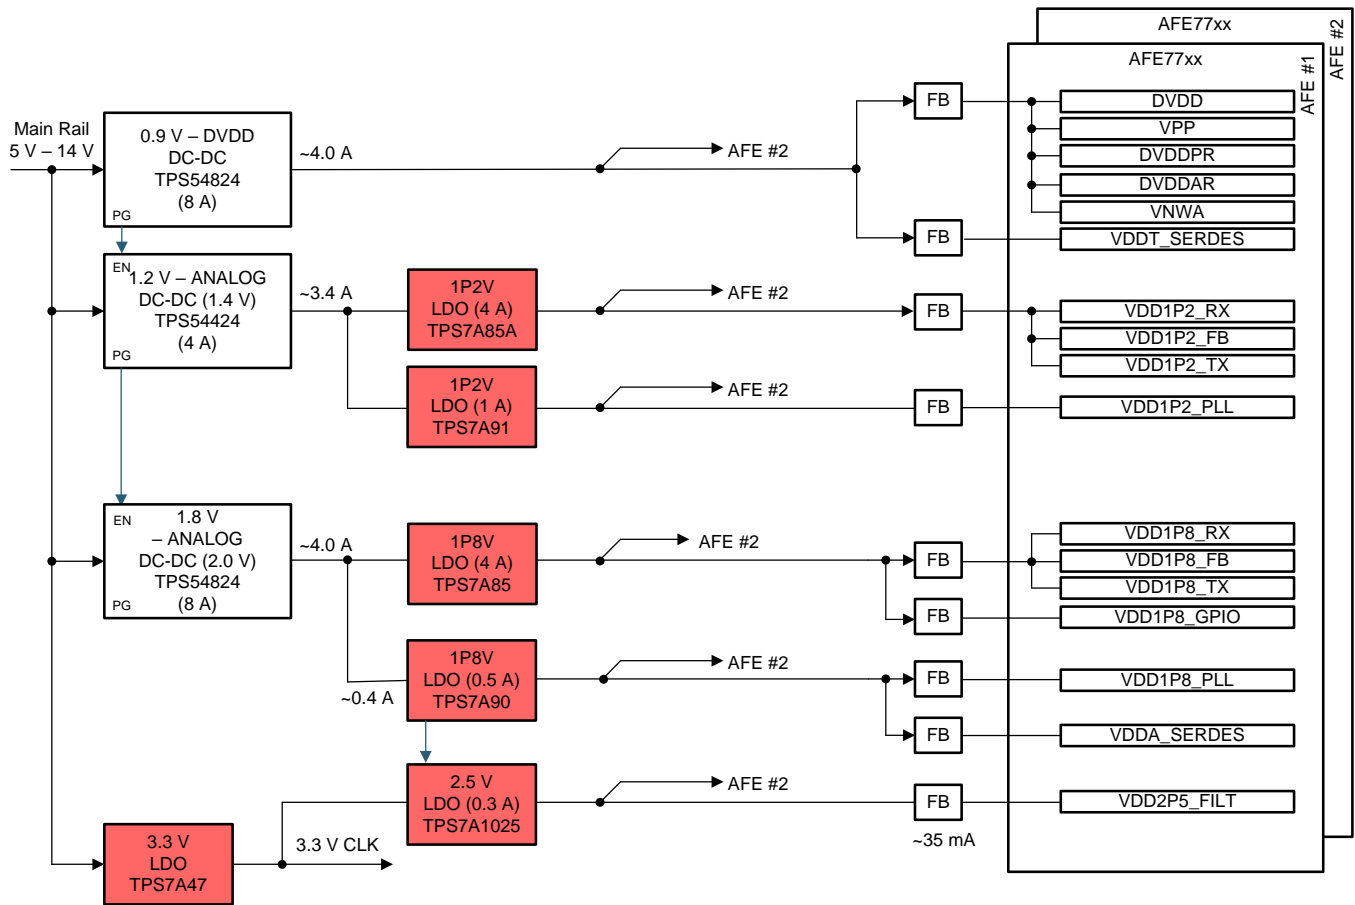 AFE77xx
AFE #2
AFE77xx
AFE #1
Main Rail
5 V – 14 V
0.9 V – DVDD
DC-DC
TPS54824
(8 A)
PG
~4.0 A
AFE #2
FB
FB
DVDD
VPP
DVDDPR
DVDDAR
VNWA
VDDT_SERDES
EN
1.2 V – ANALOG
DC-DC (1.4 V)
TPS54424
(4 A)
PG
~3.4 A
1P2V
LDO (4 A)
TPS7A85A
AFE #2
FB
VDD1P2_RX
VDD1P2_FB
VDD1P2_TX
1P2V
LDO (1 A)
TPS7A91
AFE #2
FB
VDD1P2_PLL
EN
1.8 V
– ANALOG
DC-DC (2.0 V)
TPS54824
(8 A)
PG
~4.0 A
1P8V
LDO (4 A)
TPS7A85
AFE #2
FB
FB
VDD1P8_RX
VDD1P8_FB
VDD1P8_TX
VDD1P8_GPIO
~0.4 A
1P8V
LDO (0.5 A)
TPS7A90
AFE #2
FB
FB
VDD1P8_PLL
VDDA_SERDES
2.5 V
LDO (0.3 A)
TPS7A1025
AFE #2
FB
~35 mA
VDD2P5_FILT
3.3 V
LDO
TPS7A47
3.3 V CLK